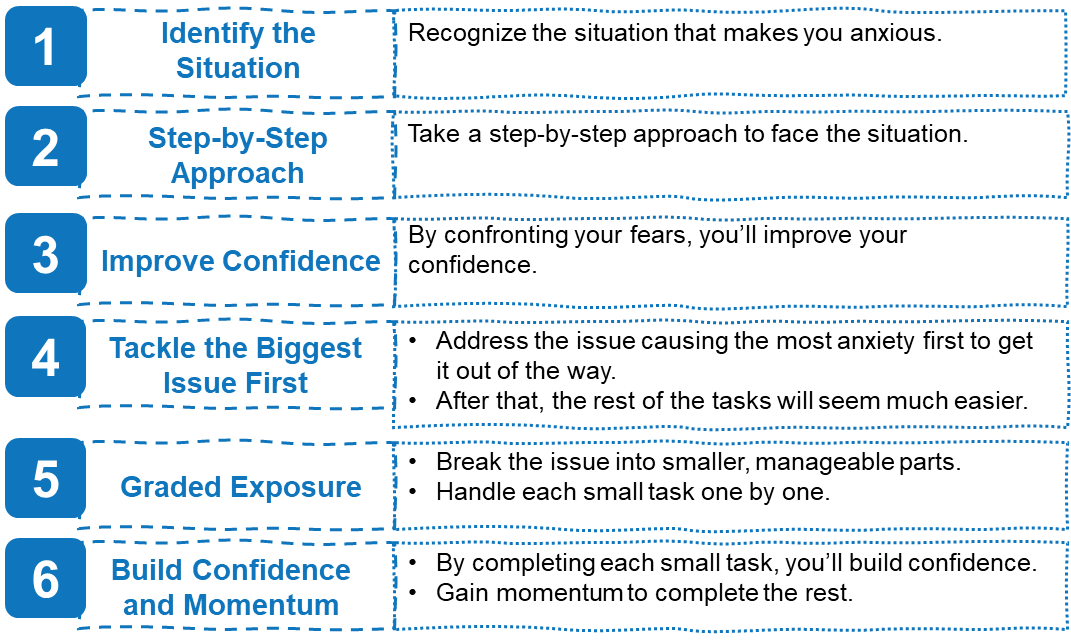 1
Identify the
Situation
Recognize the situation that makes you anxious.
2
Step-by-Step
Approach
Take a step-by-step approach to face the situation.
3
Improve Confidence
By confronting your fears, you’ll improve your
confidence.
4
Tackle the Biggest
Issue First
• Address the issue causing the most anxiety first to get
it out of the way.
• After that, the rest of the tasks will seem much easier.
5
Graded Exposure
• Break the issue into smaller, manageable parts.
• Handle each small task one by one.
6
Build Confidence
and Momentum
• By completing each small task, you’ll build confidence.
• Gain momentum to complete the rest.